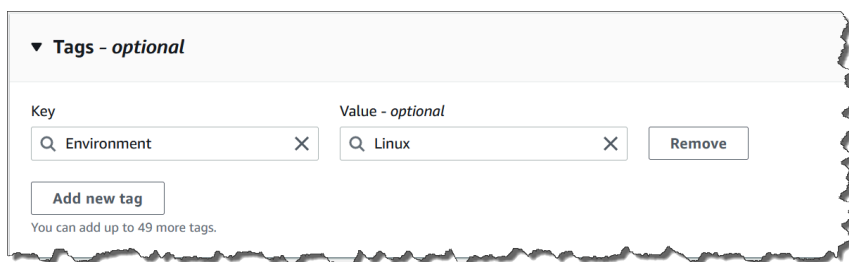 Tags - optional
Key Value - optional
Environment Linux Remove
Add new tag
You can add up to 49 more tags.